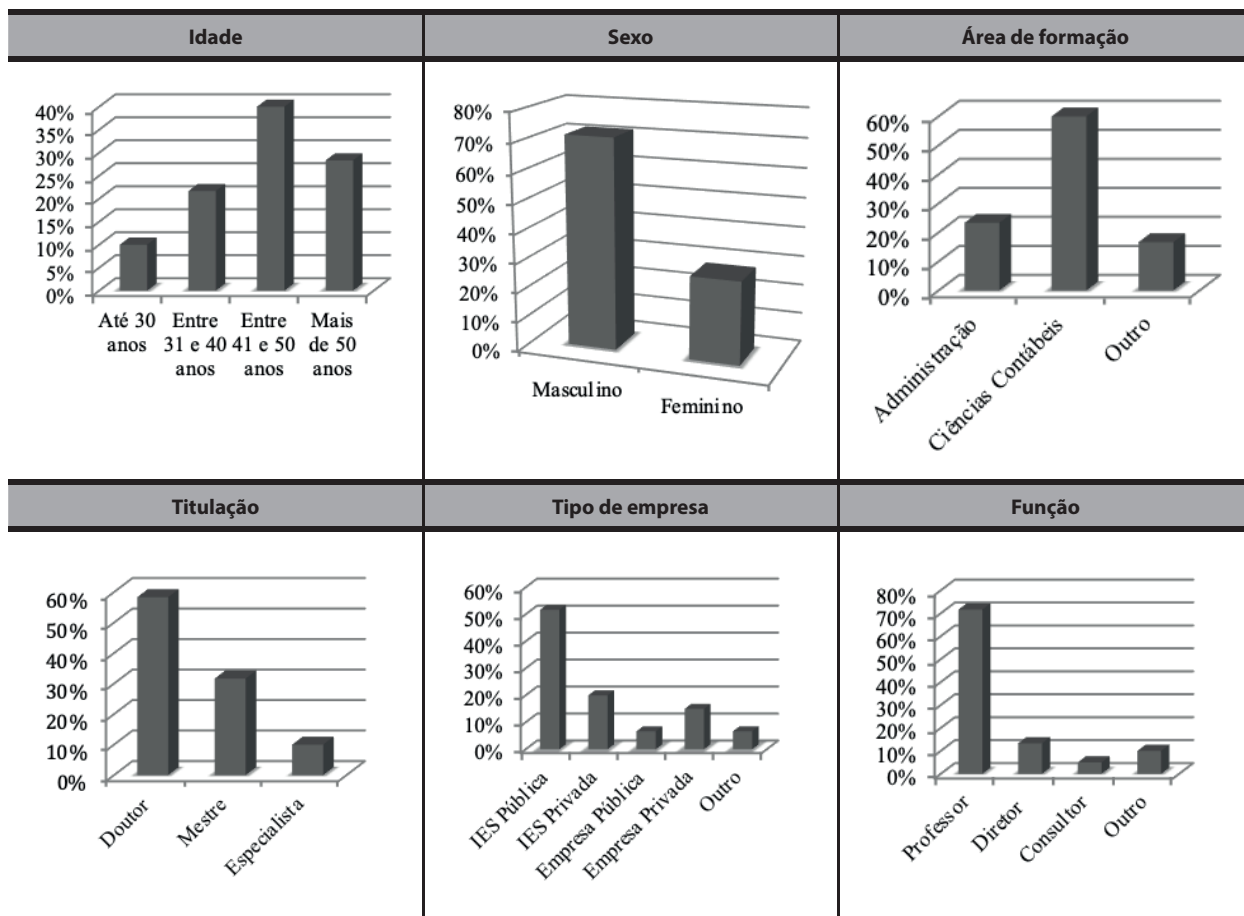 Idade
Sexo
Área de formação
40%
35%
30%
25%
20%
15%
10%
5%
0%
Até 30
anos
Entre
31 e 40
anos
Entre
41 e 50
anos
Mais
de 50
anos
80%
70%
60%
50%
40%
30%
20%
10%
0%
Masculino
Feminino
60%
50%
40%
30%
20%
10%
0%
Administração
Ciências Contábeis
Outro
Titulação
Tipo de empresa
Função
60%
50%
40%
30%
20%
10%
0%
Doutor
Mestre
Especialista
60%
50%
40%
30%
20%
10%
0%
IES Pública
IES Privada
Empresa Pública
Empresa Privada
Outro
80%
70%
60%
50%
40%
30%
20%
10%
0%
Professor
Diretor
Consultor
Outro